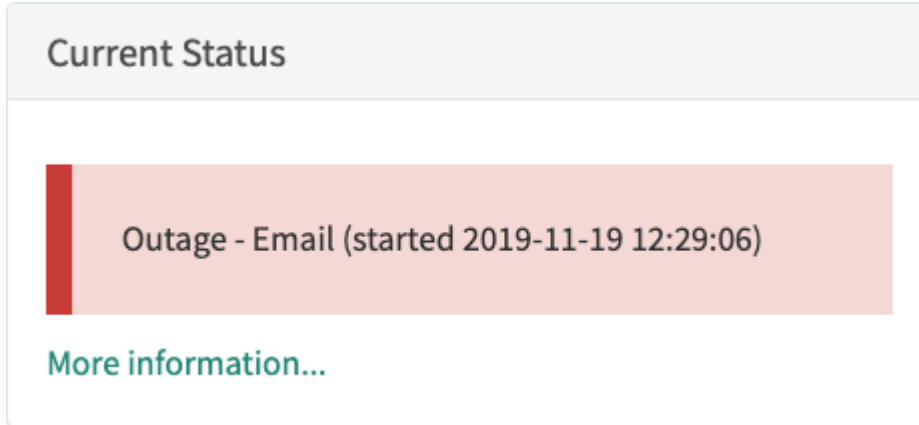 Current Status
Outage - Email (started 2019-11-19 12:29:06)
More information...